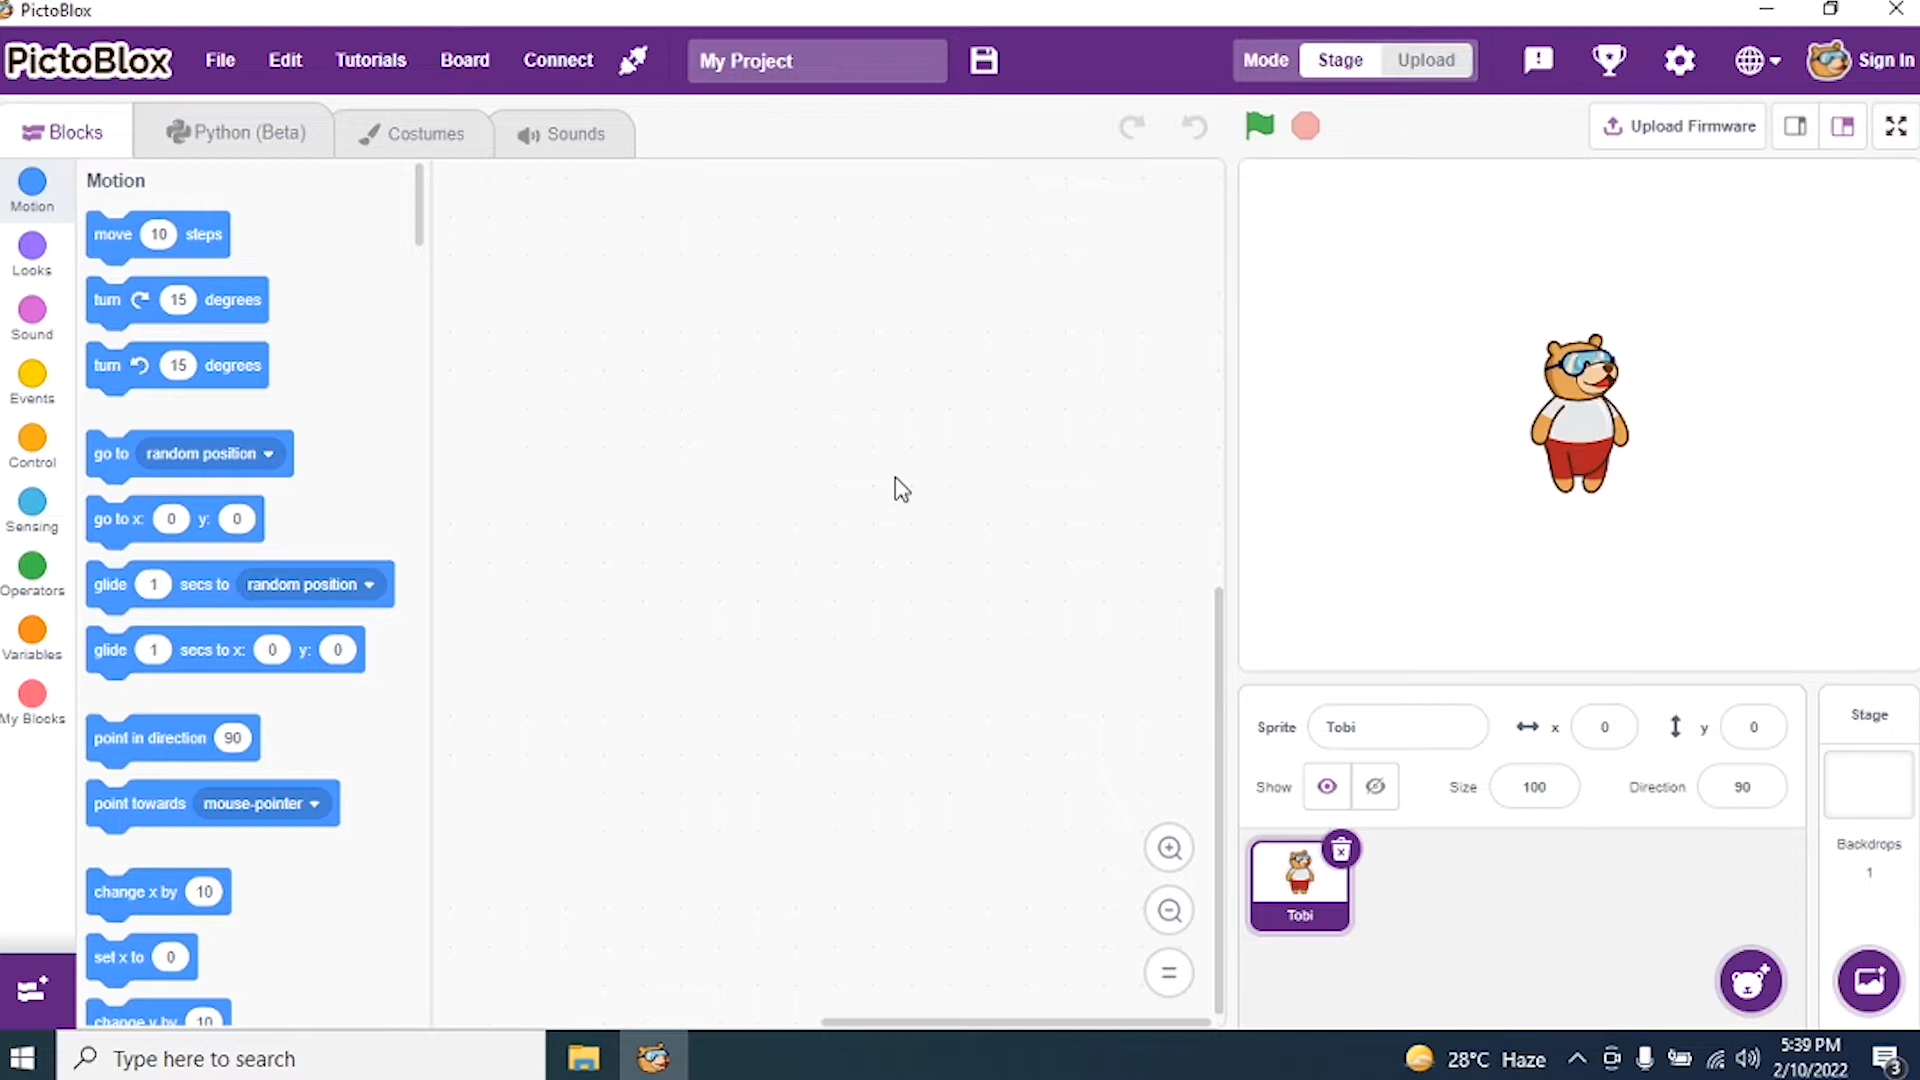 PictoBlox
PictoBlox File Edit Tutorials Board Connect My Project Mode Stage Upload Sign In
Blocks Python (Beta) Costumes Sounds Upload Firmware
Motion
Looks
Sound
Events
Control
Sensing
Operators
Variables
My Blocks
Motion
move 10 steps
turn 15 degrees
turn 15 degrees
go to random position
go to x: 0 y: 0
glide 1 secs to random position
glide 1 secs to x: 0 y: 0
point in direction 90
point towards mouse-pointer
change x by 10
set x to 0
change y by 10
Sprite Tobi x 0 y 0
Show Size 100 Direction 90
Tobi
Stage
Backdrops
1
Type here to search
28°C Haze
5:39 PM
2/10/2022
3